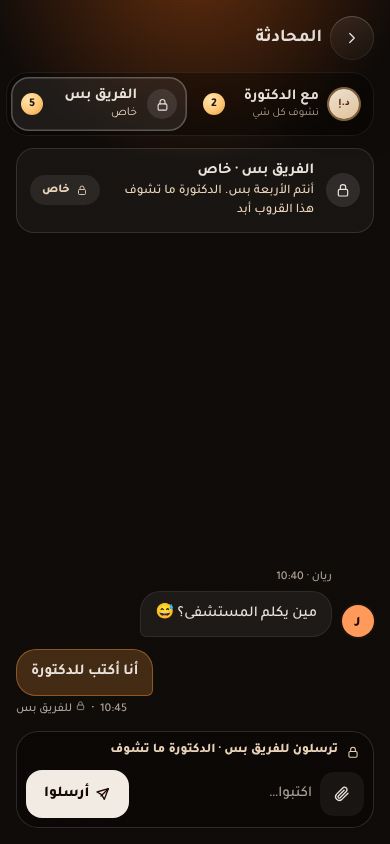 المحادثة
د.إ
مع الدكتورة
تشوف كل شي
2
الفريق بس
خاص
5
الفريق بس · خاص
أنتم الأربعة بس. الدكتورة ما تشوف
هذا القروب أبد
خاص
ريان · 10:40
ر
مين يكلم المستشفى؟ 😅
أنا أكتب للدكتورة
10:45 · للفريق بس
ترسلون للفريق بس · الدكتورة ما تشوف
اكتبوا...
أرسلوا